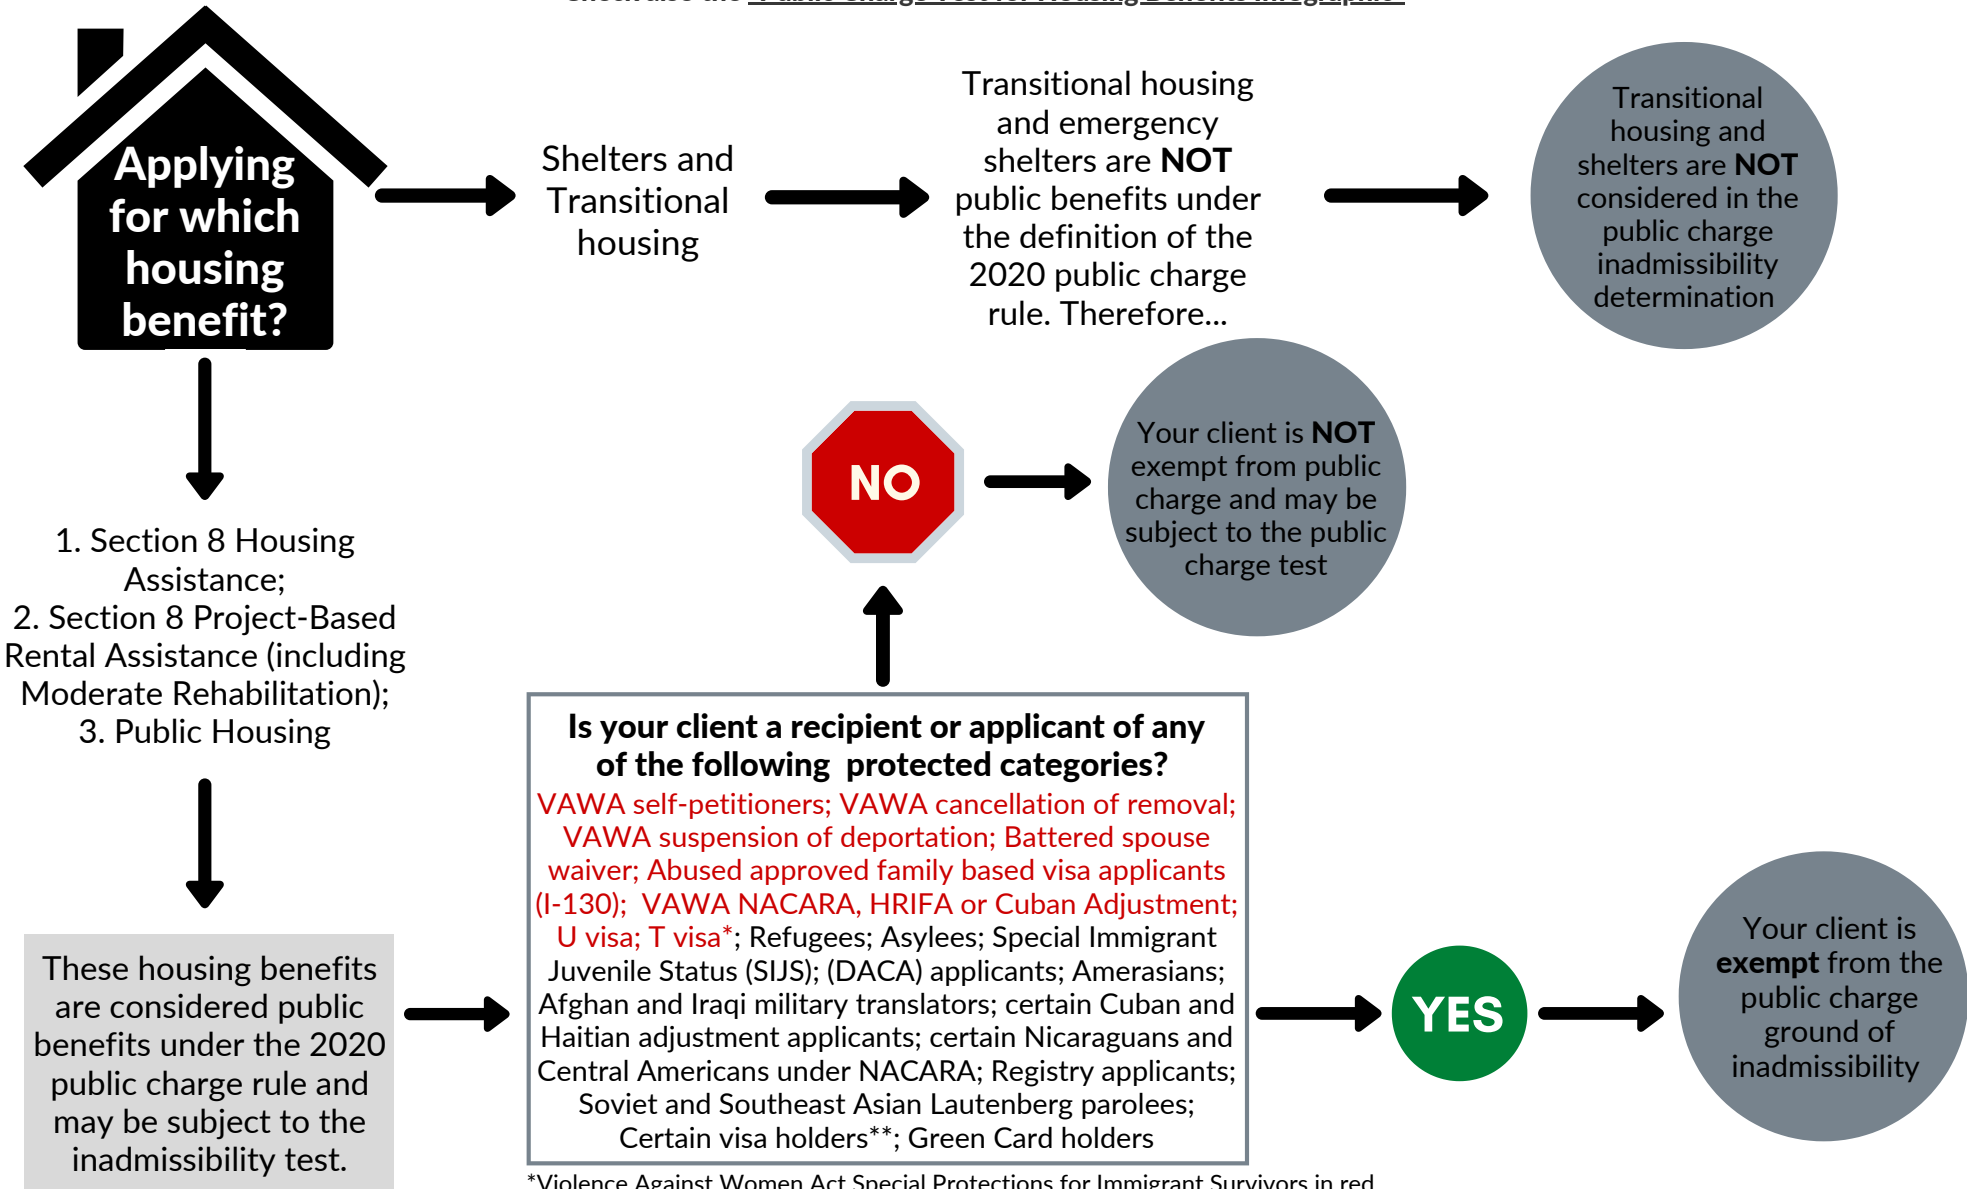 Check also the "Public Charge Test for Housing Benefits Infographic"
Applying
for which
housing
benefit?
Shelters and
Transitional
housing
Transitional housing
and emergency
shelters are NOT
public benefits under
the definition of the
2020 public charge
rule. Therefore...
Transitional
housing and
shelters are NOT
considered in the
public charge
inadmissibility
determination
NO
Your client is NOT
exempt from public
charge and may be
subject to the public
charge test
1. Section 8 Housing
Assistance;
2. Section 8 Project-Based
Rental Assistance (including
Moderate Rehabilitation);
3. Public Housing
These housing benefits
are considered public
benefits under the 2020
public charge rule and
may be subject to the
inadmissibility test.
Is your client a recipient or applicant of any
of the following protected categories?
VAWA self-petitioners; VAWA cancellation of removal;
VAWA suspension of deportation; Battered spouse
waiver; Abused approved family based visa applicants
(I-130); VAWA NACARA, HRIFA or Cuban Adjustment;
U visa; T visa*; Refugees; Asylees; Special Immigrant
Juvenile Status (SIJS); (DACA) applicants; Amerasians;
Afghan and Iraqi military translators; certain Cuban and
Haitian adjustment applicants; certain Nicaraguans and
Central Americans under NACARA; Registry applicants;
Soviet and Southeast Asian Lautenberg parolees;
Certain visa holders**; Green Card holders
*Violence Against Women Act Special Protections for Immigrant Survivors in red
YES
Your client is
exempt from the
public charge
ground of
inadmissibility